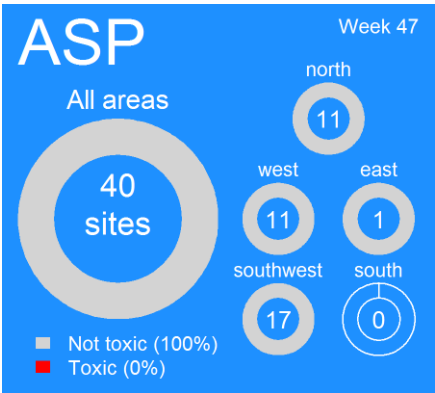 ASP
Week 47
All areas
40
sites
north
11
west
11
east
1
southwest
17
south
0
Not toxic (100%)
Toxic (0%)